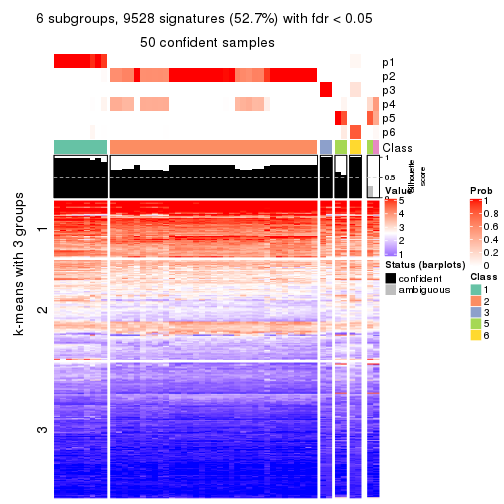 6 subgroups, 9528 signatures (52.7%) with fdr < 0.05
50 confident samples
p1
p2
p3
p4
p5
p6
Class
1
0.5
0
Silhouette
score
k-means with 3 groups
1
2
3
Value
5
4
3
2
1
Status (barplots)
confident
ambiguous
Prob
1
0.8
0.6
0.4
0.2
0
Class
1
2
3
5
6